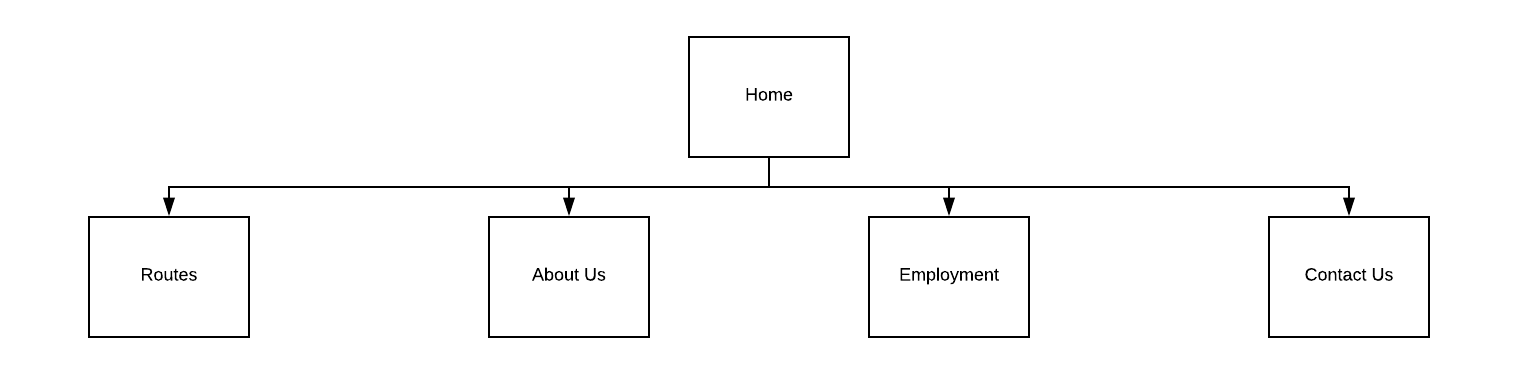 Home
Routes
About Us
Employment
Contact Us